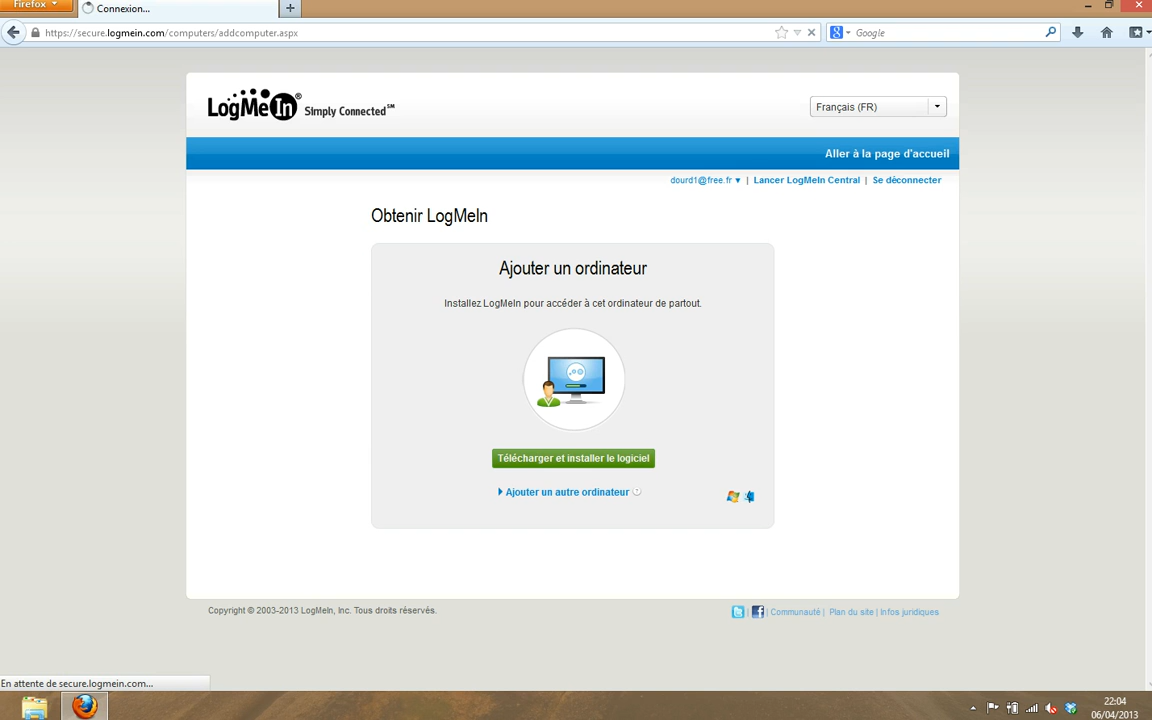 Firefox
Connexion...
https://secure.logmein.com/computers/addcomputer.aspx
Google
LogMeIn® Simply Connected℠
Français (FR)
Aller à la page d'accueil
dourd1@free.fr ▼ | Lancer LogMeIn Central | Se déconnecter
Obtenir LogMeIn
Ajouter un ordinateur
Installez LogMeIn pour accéder à cet ordinateur de partout.
Télécharger et installer le logiciel
Ajouter un autre ordinateur
Copyright © 2003-2013 LogMeIn, Inc. Tous droits réservés.
Communauté | Plan du site | Infos juridiques
En attente de secure.logmein.com...
22:04
06/04/2013